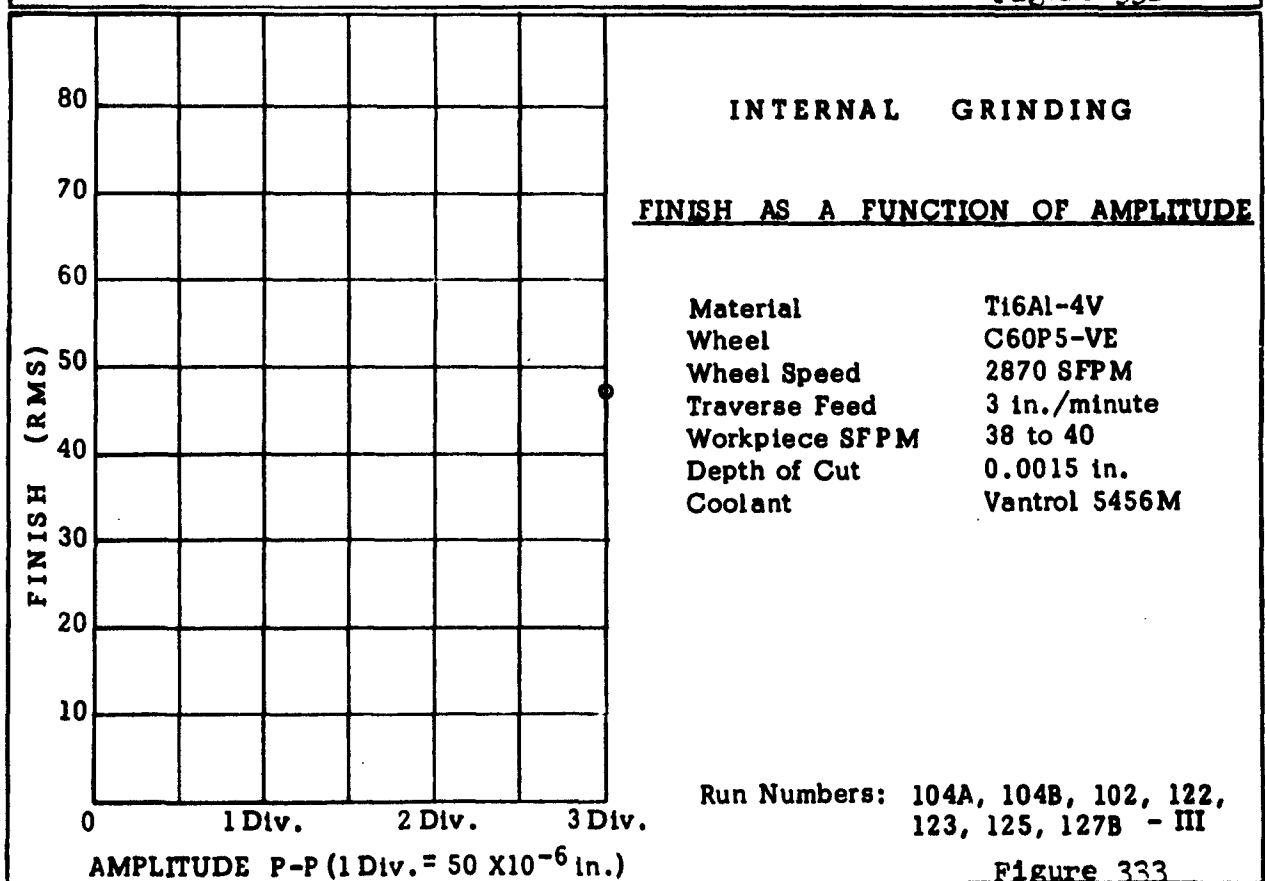 INTERNAL GRINDING
FINISH AS A FUNCTION OF AMPLITUDE
Material Ti6Al-4V
Wheel C60P5-VE
Wheel Speed 2870 SFPM
Traverse Feed 3 in./minute
Workpiece SFPM 38 to 40
Depth of Cut 0.0015 in.
Coolant Vantrol 5456M
FINISH (RMS)
80
70
60
50
40
30
20
10
0 1 Div. 2 Div. 3 Div.
AMPLITUDE P-P (1 Div. = 50 X10⁻⁶ in.)
Run Numbers: 104A, 104B, 102, 122,
123, 125, 127B - III
Figure 333